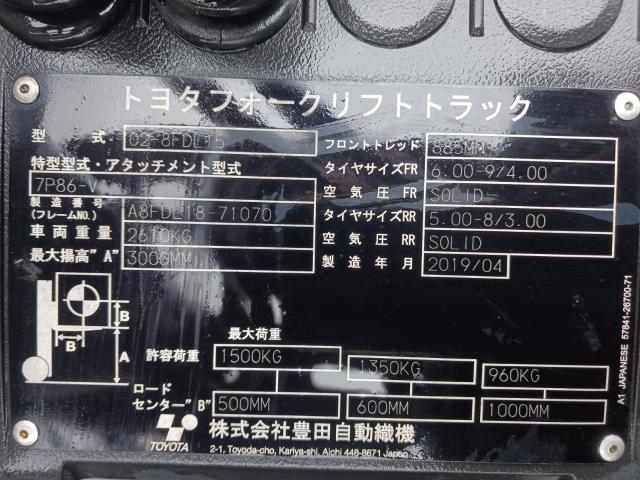 トヨタフォークリフトトラック
型式 02-8FDL15
特型型式・アタッチメント型式
7P86-V
製造番号(フレームNO.) A8FDL18-71070
車両重量 2610KG
最大揚高"A" 3000MM
フロントトレッド 885MM
タイヤサイズFR 6.00-9/4.00
空気圧FR SOLID
タイヤサイズRR 5.00-8/3.00
空気圧RR SOLID
製造年月 2019/04
B
B
A
最大荷重
許容荷重 1500KG 1350KG 960KG
ロードセンター"B" 500MM 600MM 1000MM
TOYOTA
株式会社豊田自動織機
2-1, Toyoda-cho, Kariya-shi, Aichi 448-8671 Japan
A1 JAPANESE 57841-26700-71